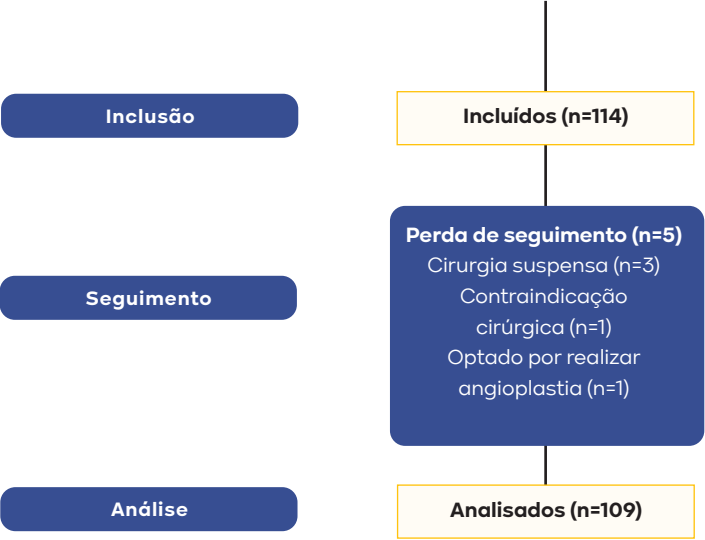 Inclusão
Incluídos (n=114)
Perda de seguimento (n=5)
Cirurgia suspensa (n=3)
Contraindicação
cirúrgica (n=1)
Optado por realizar
angioplastia (n=1)
Seguimento
Análise
Analisados (n=109)